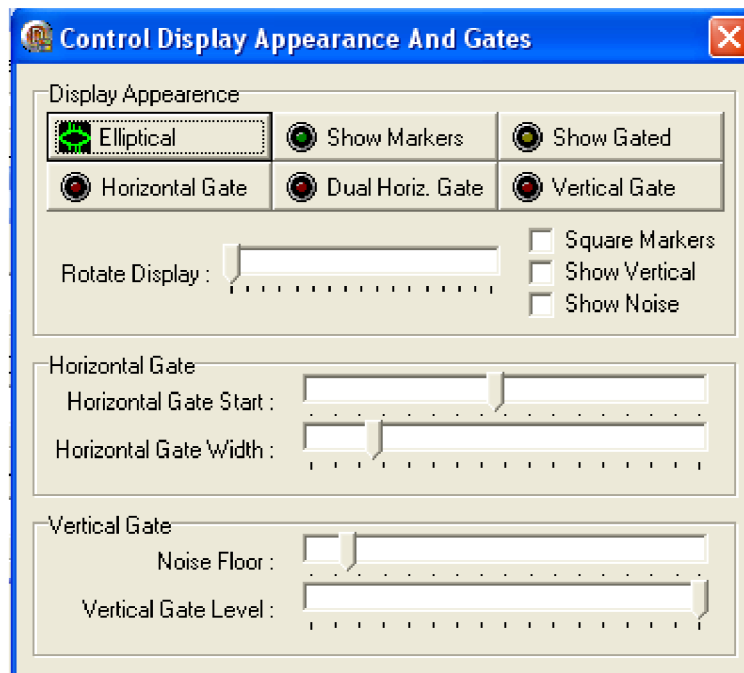 Control Display Appearance And Gates
Display Appearence
Elliptical
Show Markers
Show Gated
Horizontal Gate
Dual Horiz. Gate
Vertical Gate
Rotate Display :
Square Markers
Show Vertical
Show Noise
Horizontal Gate
Horizontal Gate Start :
Horizontal Gate Width :
Vertical Gate
Noise Floor :
Vertical Gate Level :